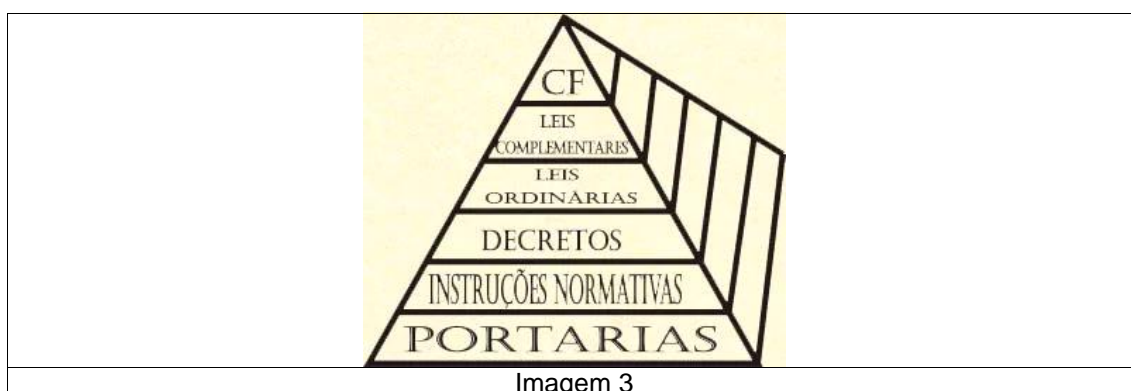 CF
LEIS
COMPLEMENTARES
LEIS
ORDINÁRIAS
DECRETOS
INSTRUÇÕES NORMATIVAS
PORTARIAS
Imagem 3